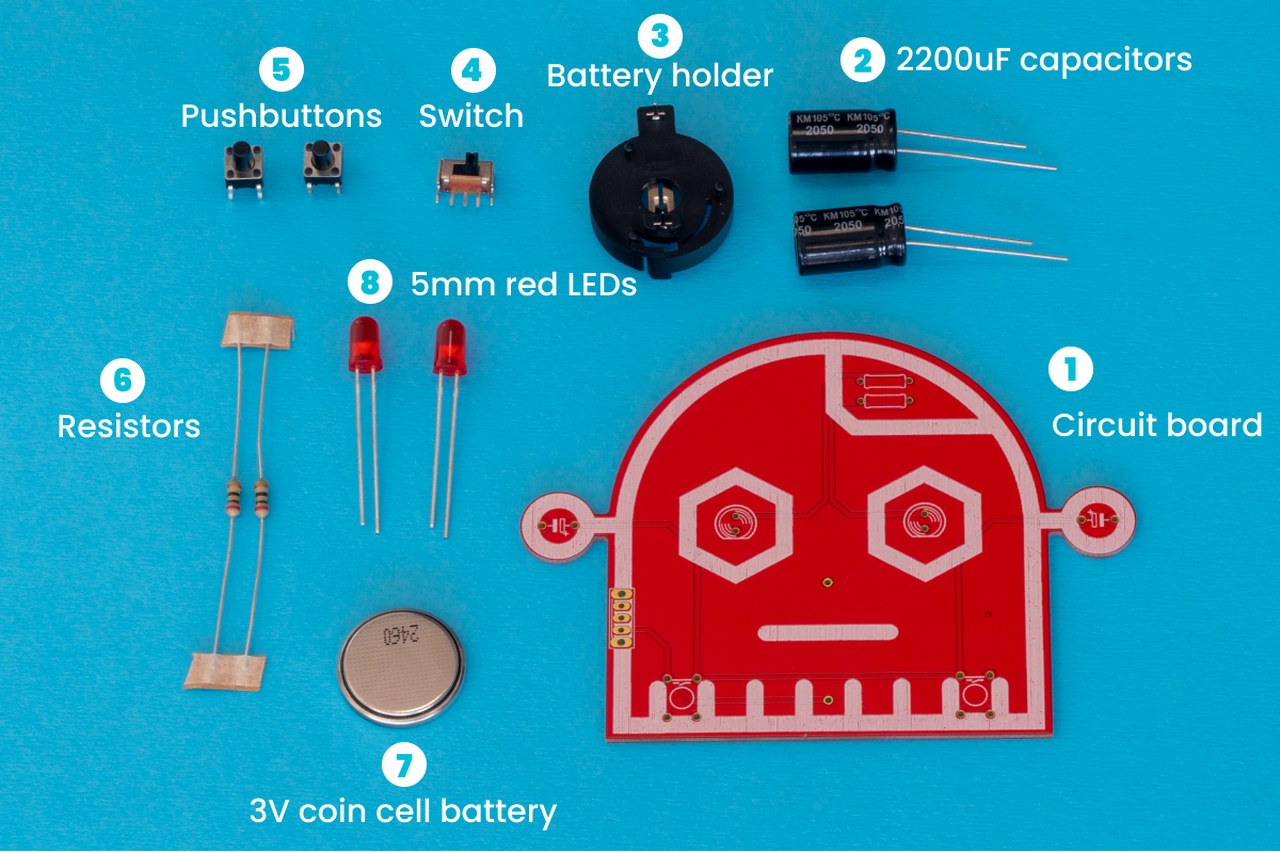 3
Battery holder
2 2200uF capacitors
5
Pushbuttons
4
Switch
KM105°C KM105°C
2050 2050
KM105°C
2050
8 5mm red LEDs
6
Resistors
1
Circuit board
2460
7
3V coin cell battery